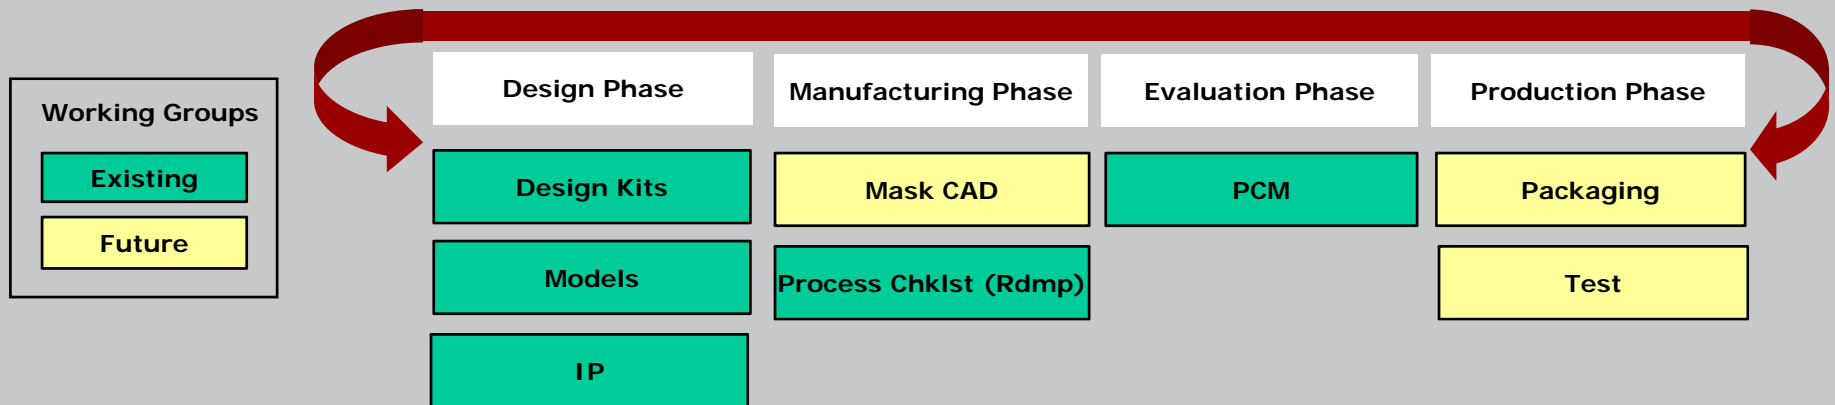 Working Groups
Existing
Future
Design Phase
Manufacturing Phase
Evaluation Phase
Production Phase
Design Kits
Mask CAD
PCM
Packaging
Models
Process Chklst (Rdmp)
Test
IP